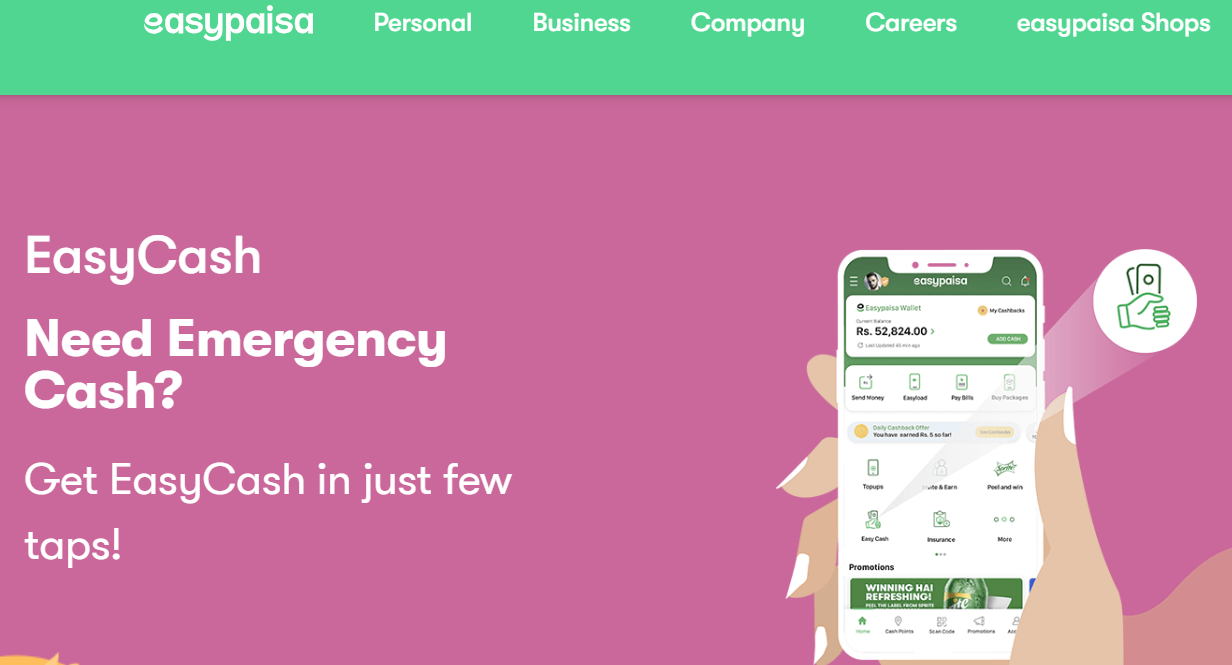 easypaisa Personal Business Company Careers easypaisa Shops
EasyCash
Need Emergency
Cash?
Get EasyCash in just few
taps!
easypaisa
Easypaisa Wallet
My Cashbacks
Current Balance
Rs. 52,824.00 >
ADD CASH
Last Updated 45 min ago
Send Money Easyload Pay Bills Buy Packages
Daily Cashback Offer
You have earned Rs. 5 so far!
Topups & Earn Peel and win
Easy Cash Insurance More
Promotions
WINNING HAI
REFRESHING!
PEEL THE LABEL FROM SPRITE
Home Cash Points Scan Code Promotions